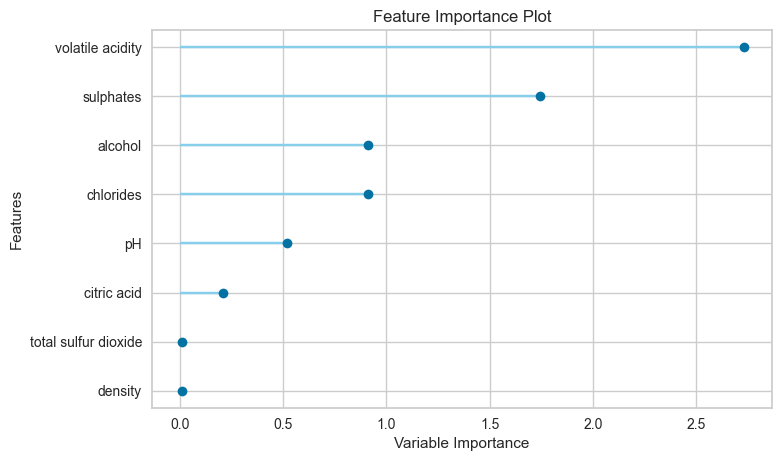 Feature Importance Plot
Features
volatile acidity
sulphates
alcohol
chlorides
pH
citric acid
total sulfur dioxide
density
0.0 0.5 1.0 1.5 2.0 2.5
Variable Importance